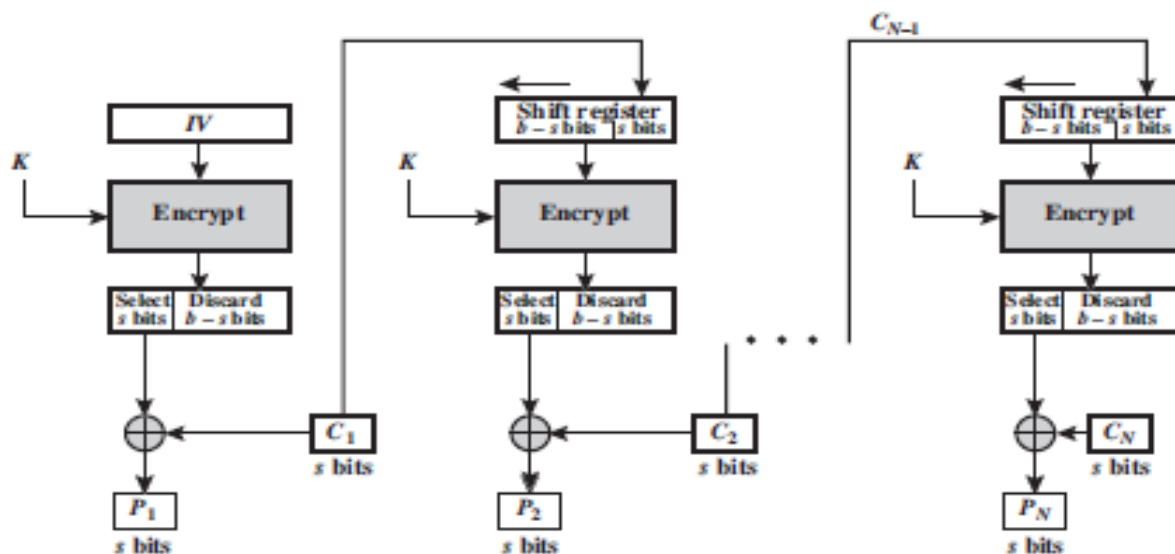 C_{N-1}
IV
Shift register
b – s bits | s bits
Shift register
b – s bits | s bits
K
K
K
Encrypt
Encrypt
Encrypt
Select
s bits
Discard
b – s bits
Select
s bits
Discard
b – s bits
Select
s bits
Discard
b – s bits
C_1
s bits
C_2
s bits
C_N
s bits
P_1
s bits
P_2
s bits
P_N
s bits